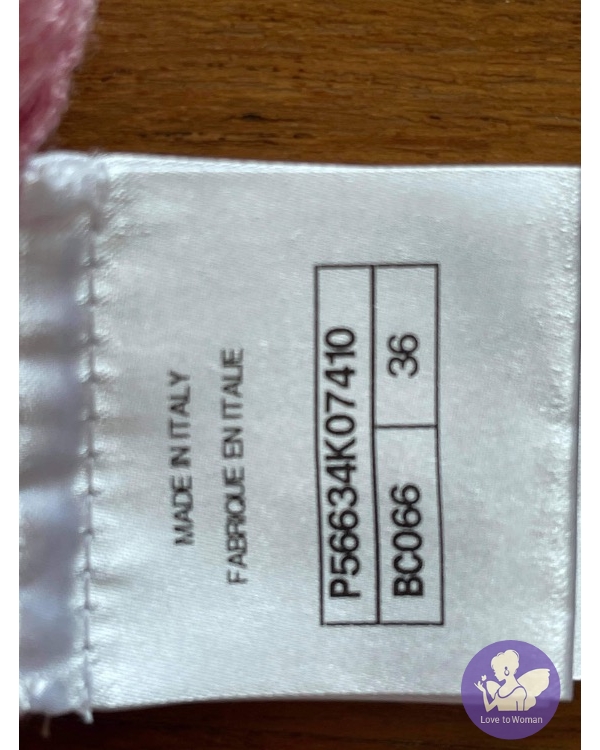 MADE IN ITALY
FABRIQUE EN ITALIE
P56634K07410
BC066 36
Love to Woman